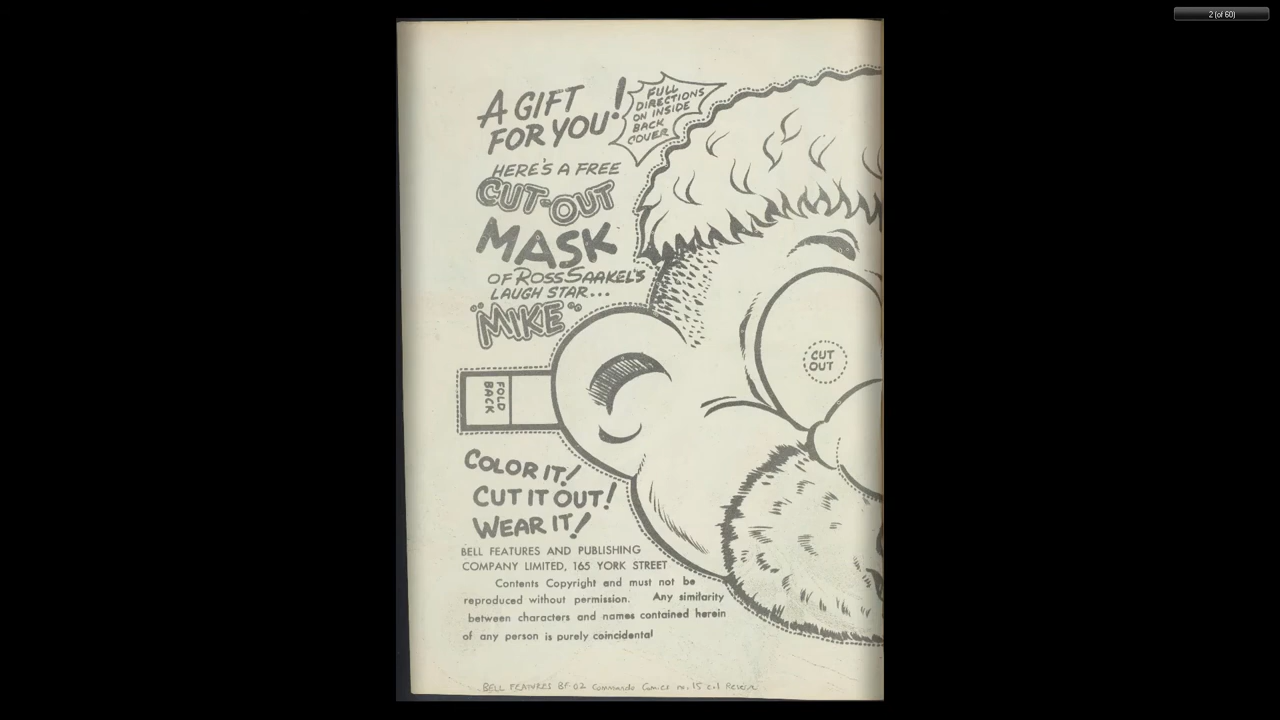 2 (of 60)
A GIFT
FOR YOU!
FULL
DIRECTIONS
ON INSIDE
BACK
COVER
HERE'S A FREE
CUT-OUT
MASK
OF ROSS SAAKEL'S
LAUGH STAR...
"MIKE"
CUT
OUT
FOLD
BACK
COLOR IT!
CUT IT OUT!
WEAR IT!
BELL FEATURES AND PUBLISHING
COMPANY LIMITED, 165 YORK STREET
Contents Copyright and must not be
reproduced without permission. Any similarity
between characters and names contained herein
of any person is purely coincidental
BELL FEATURES BF-02 Commando Comics no. 15 c.1